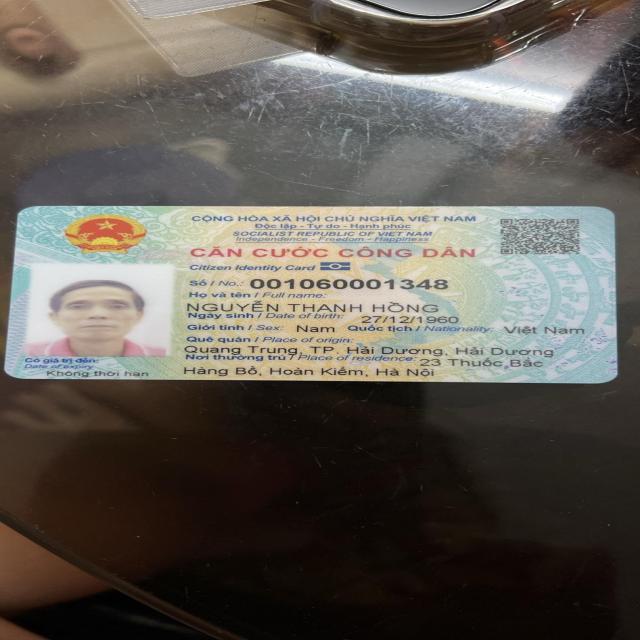 CỘNG HÒA XÃ HỘI CHỦ NGHĨA VIỆT NAM
Độc lập - Tự do - Hạnh phúc
SOCIALIST REPUBLIC OF VIET NAM
Independence - Freedom - Happiness
CĂN CƯỚC CÔNG DÂN
Citizen Identity Card
Số / No.: 001060001348
Họ và tên / Full name:
NGUYỄN THANH HỒNG
Ngày sinh / Date of birth: 27/12/1960
Giới tính / Sex: Nam Quốc tịch / Nationality: Việt Nam
Quê quán / Place of origin:
Quang Trung, TP. Hải Dương, Hải Dương
Nơi thường trú / Place of residence: 23 Thuốc Bắc
Hàng Bồ, Hoàn Kiếm, Hà Nội
Có giá trị đến:
Date of expiry
Không thời hạn